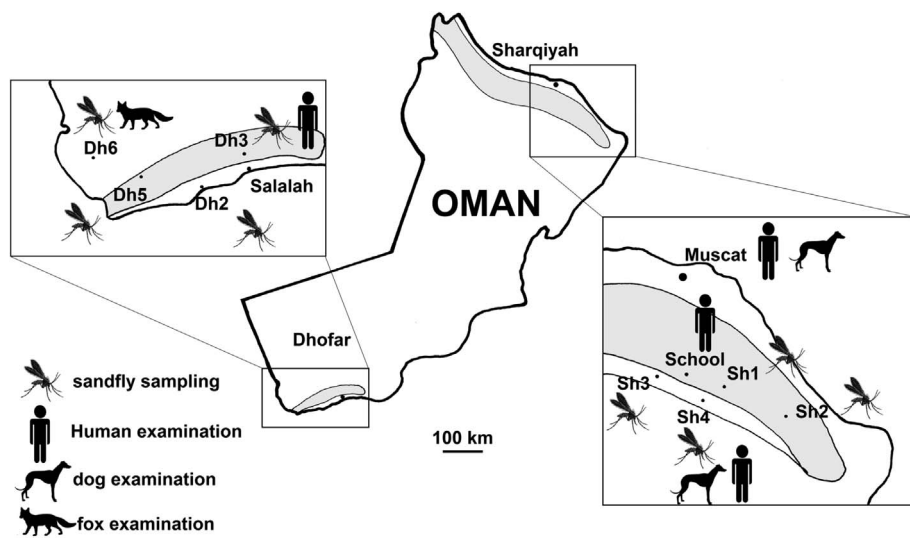 Sharqiyah
Dh6
Dh3
Dh5
Dh2
Salalah
OMAN
Muscat
Dhofar
School
Sh1
Sh3
Sh4
Sh2
sandfly sampling
Human examination
dog examination
fox examination
100 km